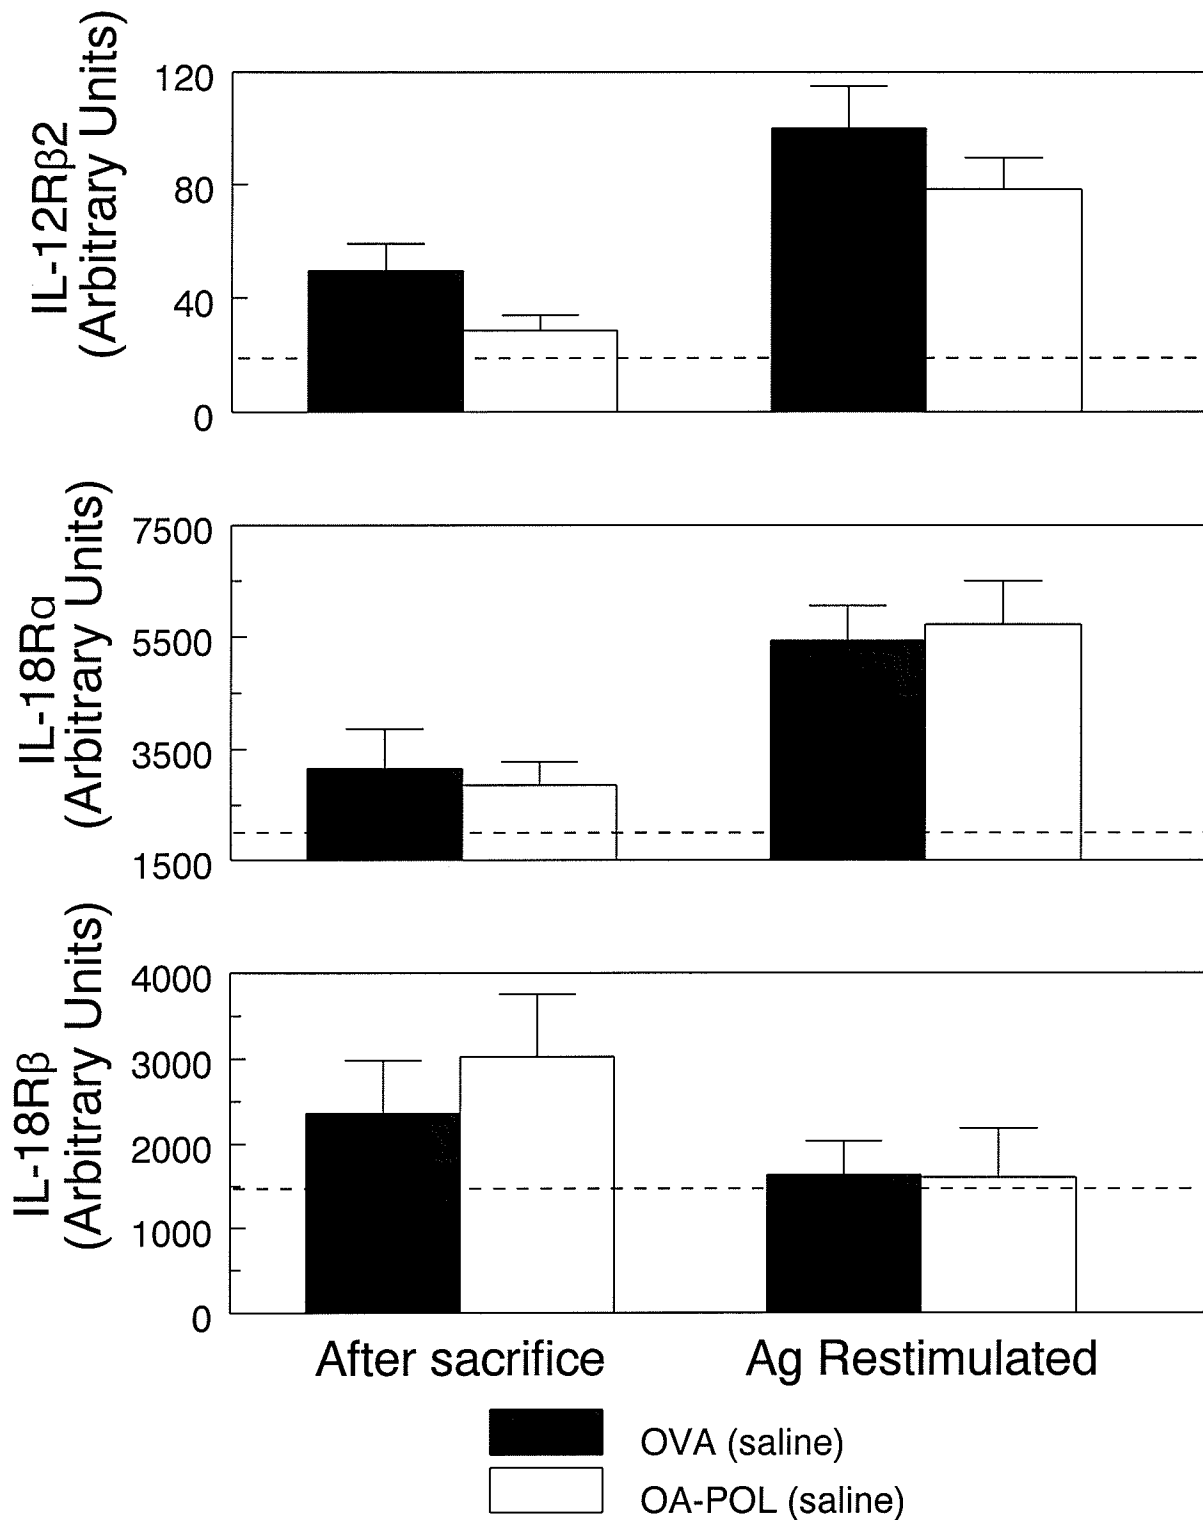 IL-12Rβ2
(Arbitrary Units)
120
80
40
0
IL-18Rα
(Arbitrary Units)
7500
5500
3500
1500
IL-18Rβ
(Arbitrary Units)
4000
3000
2000
1000
0
After sacrifice
Ag Restimulated
OVA (saline)
OA-POL (saline)